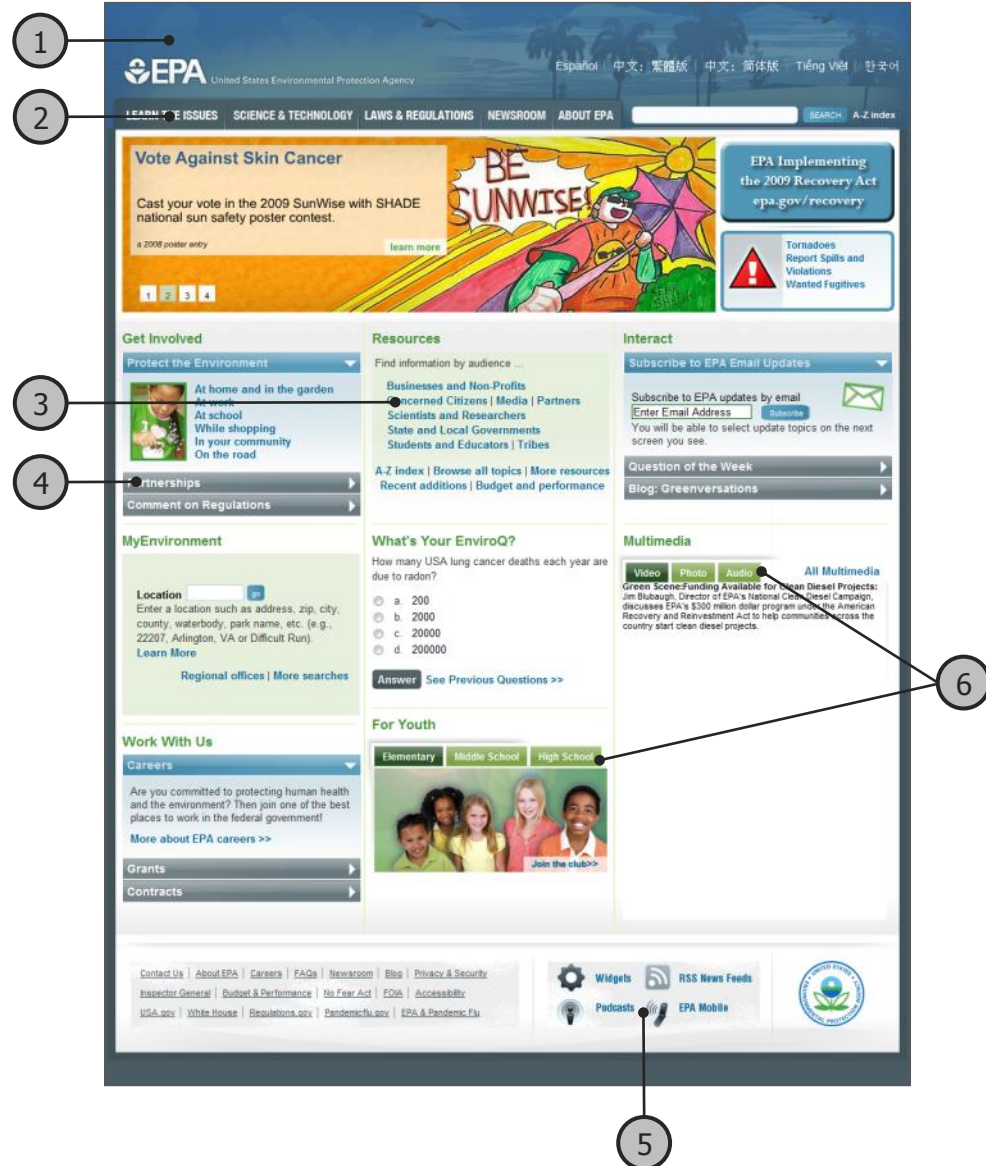 1
EPA United States Environmental Protection Agency
Español | 中文: 繁體版 | 中文: 简体版 | Tiếng Việt | 한국어
2
LEARN THE ISSUES SCIENCE & TECHNOLOGY LAWS & REGULATIONS NEWSROOM ABOUT EPA SEARCH A-Z index
Vote Against Skin Cancer
Cast your vote in the 2009 SunWise with SHADE
national sun safety poster contest.
a 2008 poster entry
learn more
1 2 3 4
BE
SUNWISE!
EPA Implementing
the 2009 Recovery Act
epa.gov/recovery
Tornadoes
Report Spills and
Violations
Wanted Fugitives
Get Involved
Protect the Environment
At home and in the garden
At work
At school
While shopping
In your community
On the road
3
4
Partnerships
Comment on Regulations
Resources
Find information by audience ...
Businesses and Non-Profits
Concerned Citizens | Media | Partners
Scientists and Researchers
State and Local Governments
Students and Educators | Tribes
A-Z index | Browse all topics | More resources
Recent additions | Budget and performance
Interact
Subscribe to EPA Email Updates
Subscribe to EPA updates by email
Enter Email Address Subscribe
You will be able to select update topics on the next
screen you see.
Question of the Week
Blog: Greenversations
MyEnvironment
Location go
Enter a location such as address, zip, city,
county, waterbody, park name, etc. (e.g.,
22207, Arlington, VA or Difficult Run).
Learn More
Regional offices | More searches
What's Your EnviroQ?
How many USA lung cancer deaths each year are
due to radon?
a. 200
b. 2000
c. 20000
d. 200000
Answer See Previous Questions >>
Multimedia
Video Photo Audio All Multimedia
Green Scene:Funding Available for Clean Diesel Projects:
Jim Blubaugh, Director of EPA's National Clean Diesel Campaign,
discusses EPA's $300 million dollar program under the American
Recovery and Reinvestment Act to help communities across the
country start clean diesel projects.
6
Work With Us
Careers
Are you committed to protecting human health
and the environment? Then join one of the best
places to work in the federal government!
More about EPA careers >>
Grants
Contracts
For Youth
Elementary Middle School High School
Join the club>>
Contact Us | About EPA | Careers | FAQs | Newsroom | Blog | Privacy & Security
Inspector General | Budget & Performance | No Fear Act | FOIA | Accessibility
USA.gov | White House | Regulations.gov | Pandemicflu.gov | EPA & Pandemic Flu
Widgets RSS News Feeds
Podcasts EPA Mobile
UNITED STATES
ENVIRONMENTAL PROTECTION
5